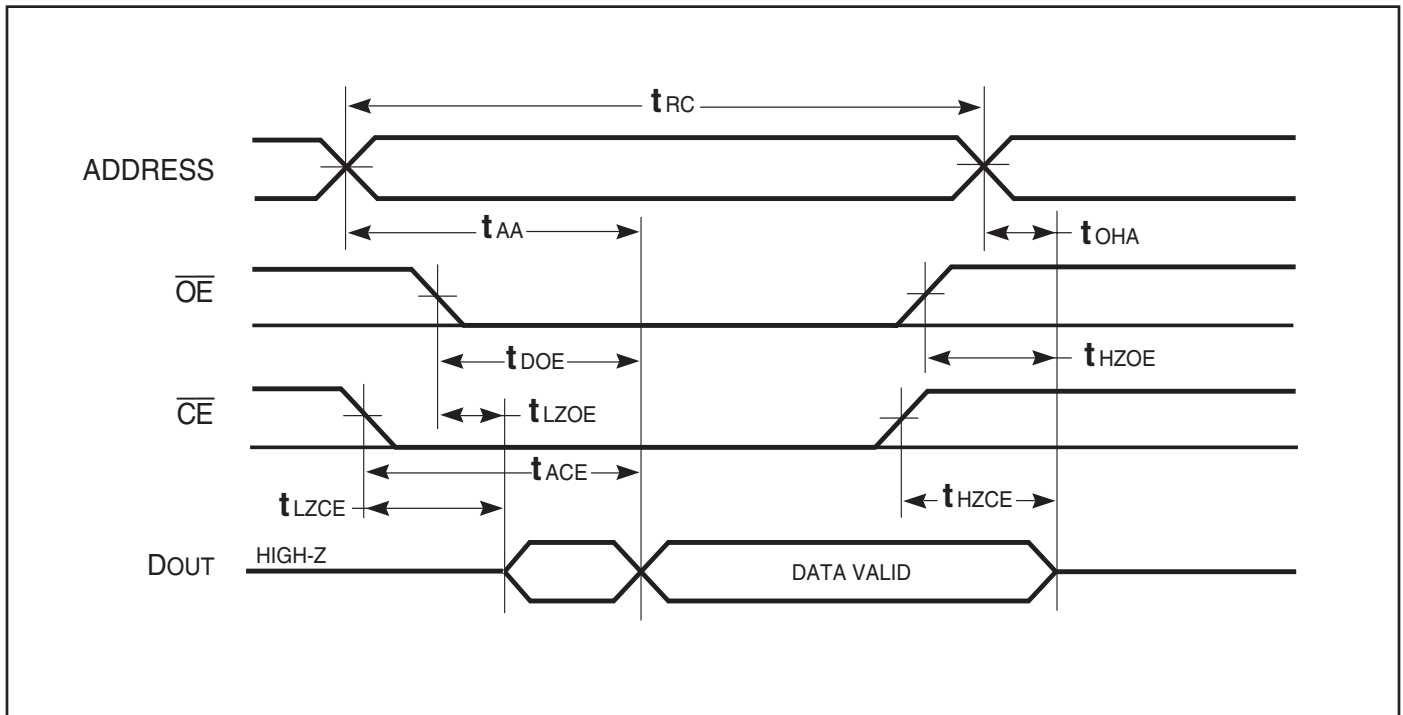 tRC
ADDRESS
tAA
tOHA
OE
tDOE
tHZOE
CE
tLZOE
tACE
tLZCE
tHZCE
DOUT
HIGH-Z
DATA VALID